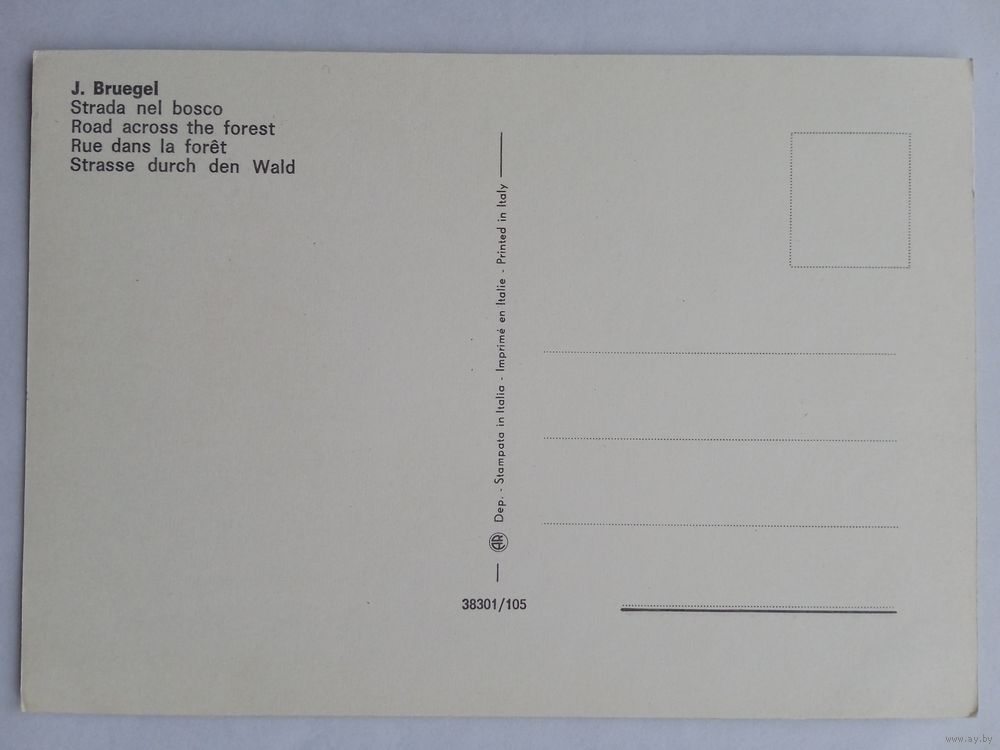 J. Bruegel
Strada nel bosco
Road across the forest
Rue dans la forêt
Strasse durch den Wald
AR Dep. - Stampata in Italia - Imprimé en Italie - Printed in Italy
38301/105
www.ay.by